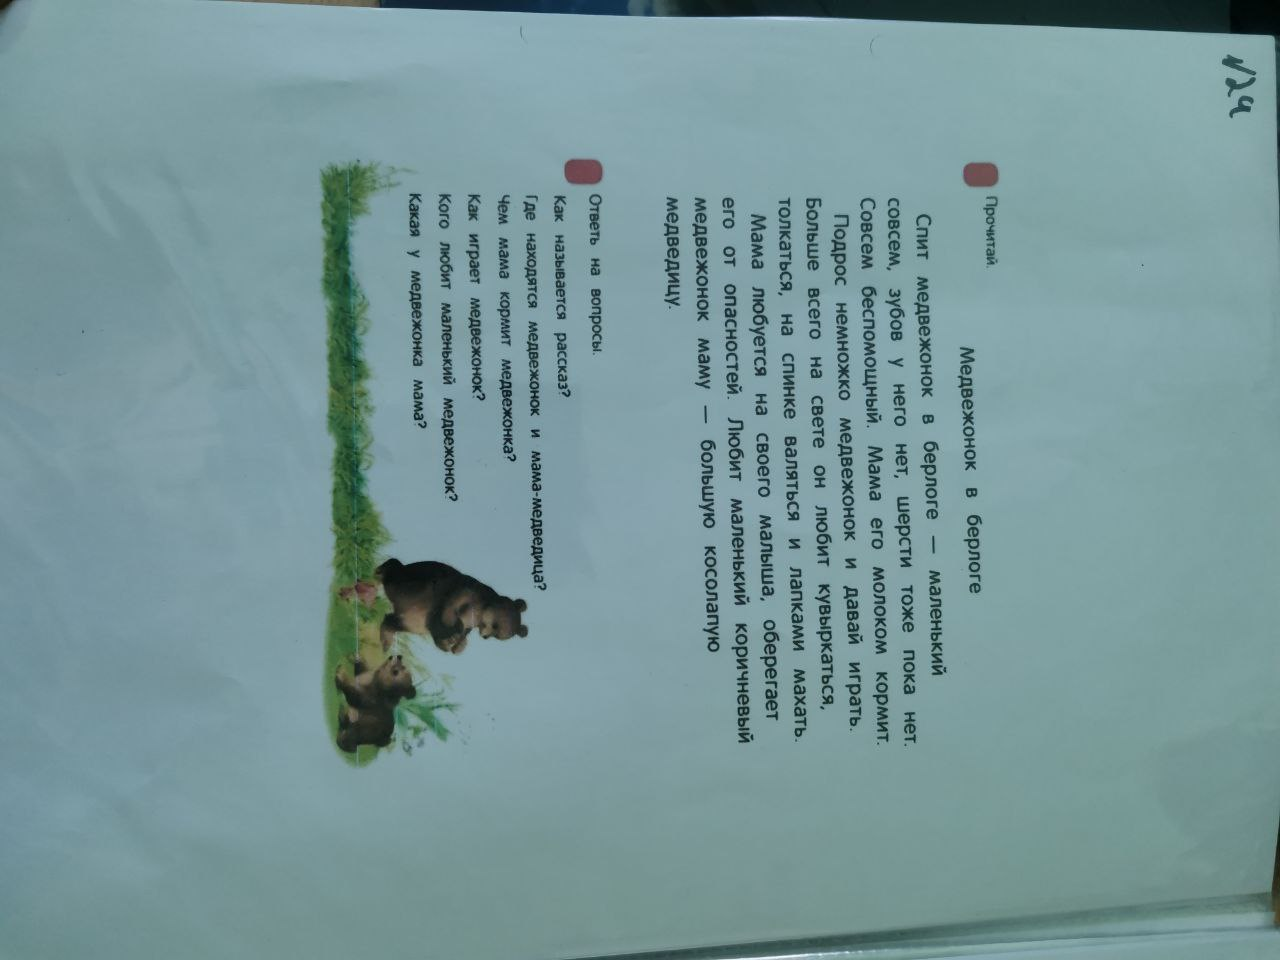 №24
Прочитай.
Медвежонок в берлоге
Спит медвежонок в берлоге — маленький
совсем, зубов у него нет, шерсти тоже пока нет.
Совсем беспомощный. Мама его молоком кормит.
Подрос немножко медвежонок и давай играть.
Больше всего на свете он любит кувыркаться,
толкаться, на спинке валяться и лапками махать.
Мама любуется на своего малыша, оберегает
его от опасностей. Любит маленький коричневый
медвежонок маму — большую косолапую
медведицу.
Ответь на вопросы.
Как называется рассказ?
Где находятся медвежонок и мама-медведица?
Чем мама кормит медвежонка?
Как играет медвежонок?
Кого любит маленький медвежонок?
Какая у медвежонка мама?